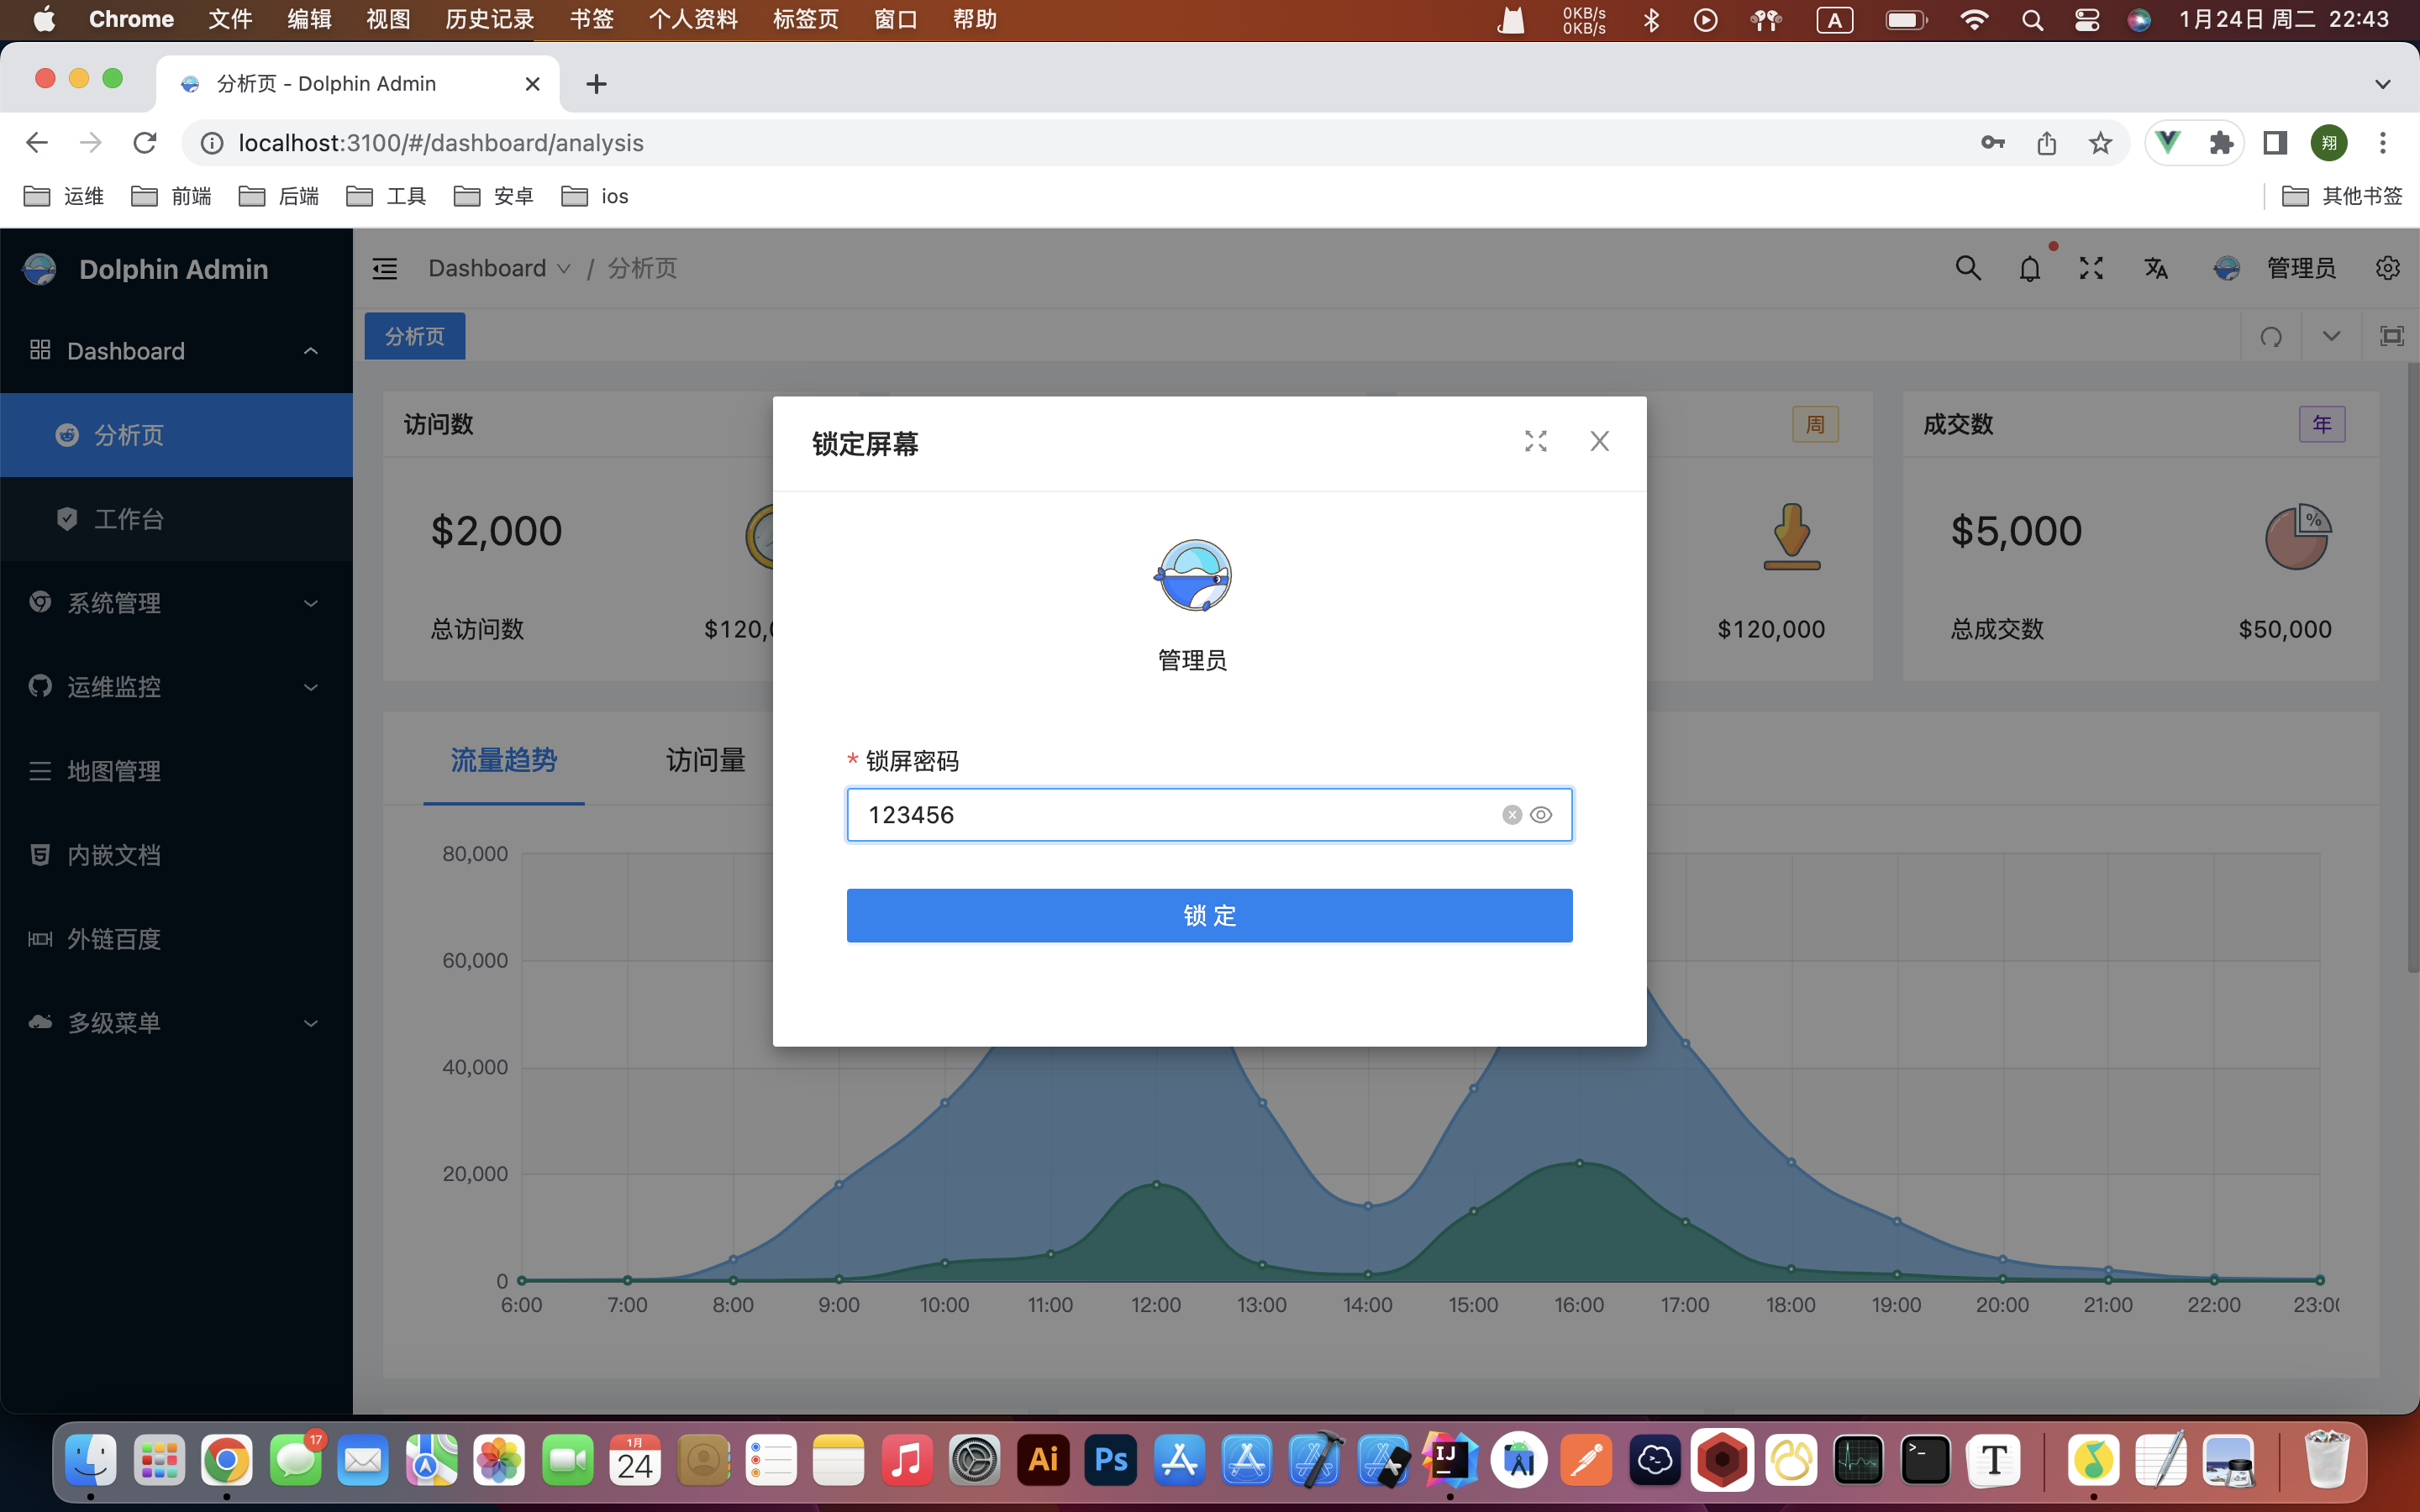 Chrome 文件 编辑 视图 历史记录 书签 个人资料 标签页 窗口 帮助 0KB/s 0KB/s A 1月24日 周二 22:43
分析页 - Dolphin Admin
localhost:3100/#/dashboard/analysis 翔
运维 前端 后端 工具 安卓 ios 其他书签
Dolphin Admin
Dashboard
分析页
工作台
系统管理
运维监控
地图管理
内嵌文档
外链百度
多级菜单
Dashboard / 分析页 管理员
分析页
访问数 周 成交数 年
$2,000 $5,000 %
总访问数 $120,0 $120,000 总成交数 $50,000
锁定屏幕
管理员
* 锁屏密码
123456
锁 定
流量趋势 访问量
80,000
60,000
40,000
20,000
0
6:00 7:00 8:00 9:00 10:00 11:00 12:00 13:00 14:00 15:00 16:00 17:00 18:00 19:00 20:00 21:00 22:00 23:00
17 1月 24 Ai Ps IJ >_ T